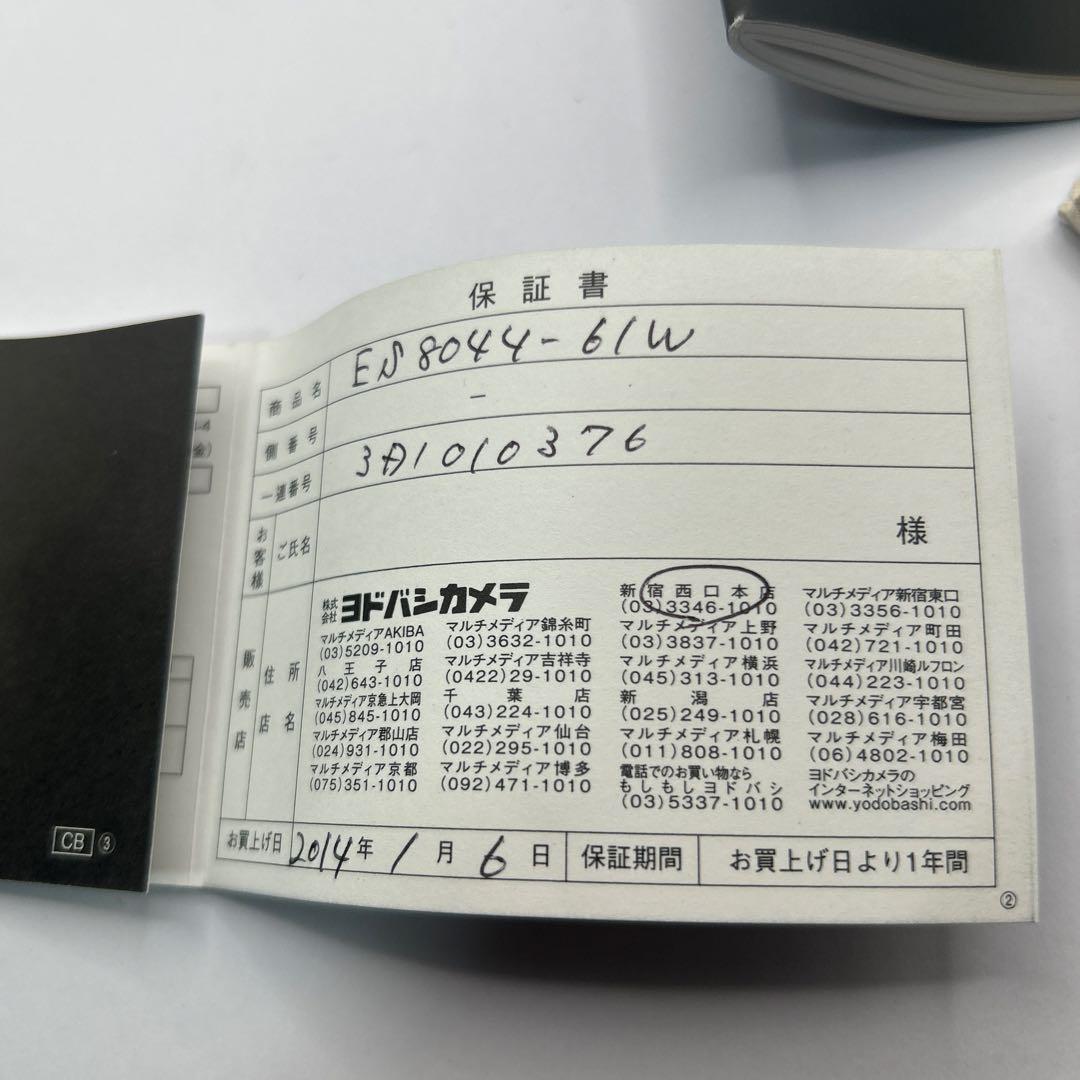 保証書
商品名 EN8044-61W
側番号 -
一連番号 3A1010376
お客様 ご氏名 様
販売店 住所 店名
株式会社 ヨドバシカメラ
マルチメディアAKIBA
(03)5209-1010
八王子店
(042)643-1010
マルチメディア京急上大岡
(045)845-1010
マルチメディア郡山店
(024)931-1010
マルチメディア京都
(075)351-1010
マルチメディア錦糸町
(03)3632-1010
マルチメディア吉祥寺
(0422)29-1010
千葉店
(043)224-1010
マルチメディア仙台
(022)295-1010
マルチメディア博多
(092)471-1010
新宿西口本店
(03)3346-1010
マルチメディア上野
(03)3837-1010
マルチメディア横浜
(045)313-1010
新潟店
(025)249-1010
マルチメディア札幌
(011)808-1010
電話でのお買い物なら
もしもしヨドバシ
(03)5337-1010
マルチメディア新宿東口
(03)3356-1010
マルチメディア町田
(042)721-1010
マルチメディア川崎ルフロン
(044)223-1010
マルチメディア宇都宮
(028)616-1010
マルチメディア梅田
(06)4802-1010
ヨドバシカメラの
インターネットショッピング
www.yodobashi.com
お買上げ日 2014年1月6日 保証期間 お買上げ日より1年間
②
CB ③